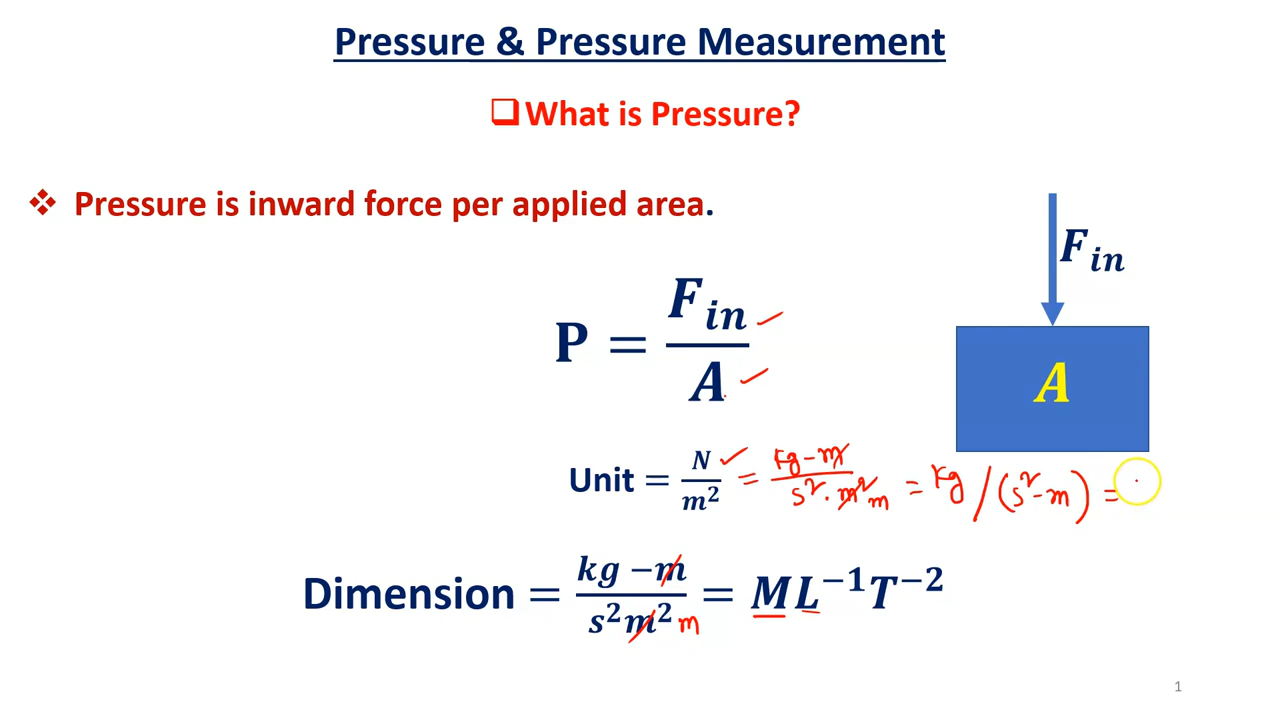 Pressure & Pressure Measurement
❑What is Pressure?
❖ Pressure is inward force per applied area.
F_in
P = F_in / A
A
Unit = N / m² = kg-m / s².m² m = kg/(s²-m) =
Dimension = kg-m / s²m² m = ML⁻¹T⁻²
1